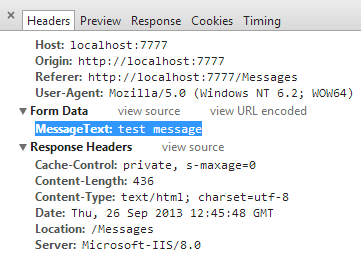 × Headers Preview Response Cookies Timing
Host: localhost:7777
Origin: http://localhost:7777
Referer: http://localhost:7777/Messages
User-Agent: Mozilla/5.0 (Windows NT 6.2; WOW64)
▼ Form Data view source view URL encoded
MessageText: test message
▼ Response Headers view source
Cache-Control: private, s-maxage=0
Content-Length: 436
Content-Type: text/html; charset=utf-8
Date: Thu, 26 Sep 2013 12:45:48 GMT
Location: /Messages
Server: Microsoft-IIS/8.0